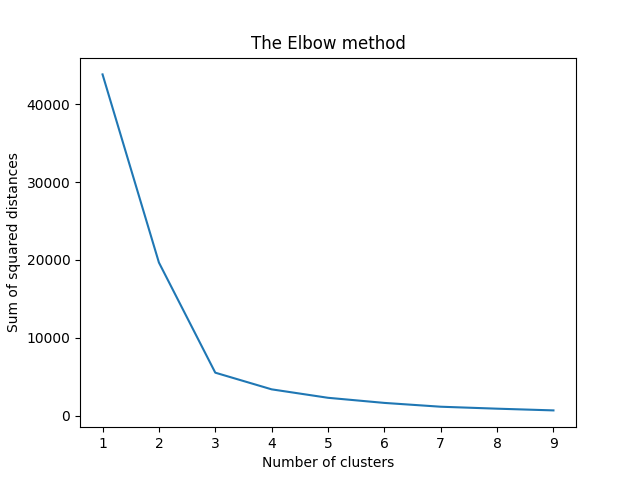 The Elbow method
Sum of squared distances
40000
30000
20000
10000
0
1 2 3 4 5 6 7 8 9
Number of clusters